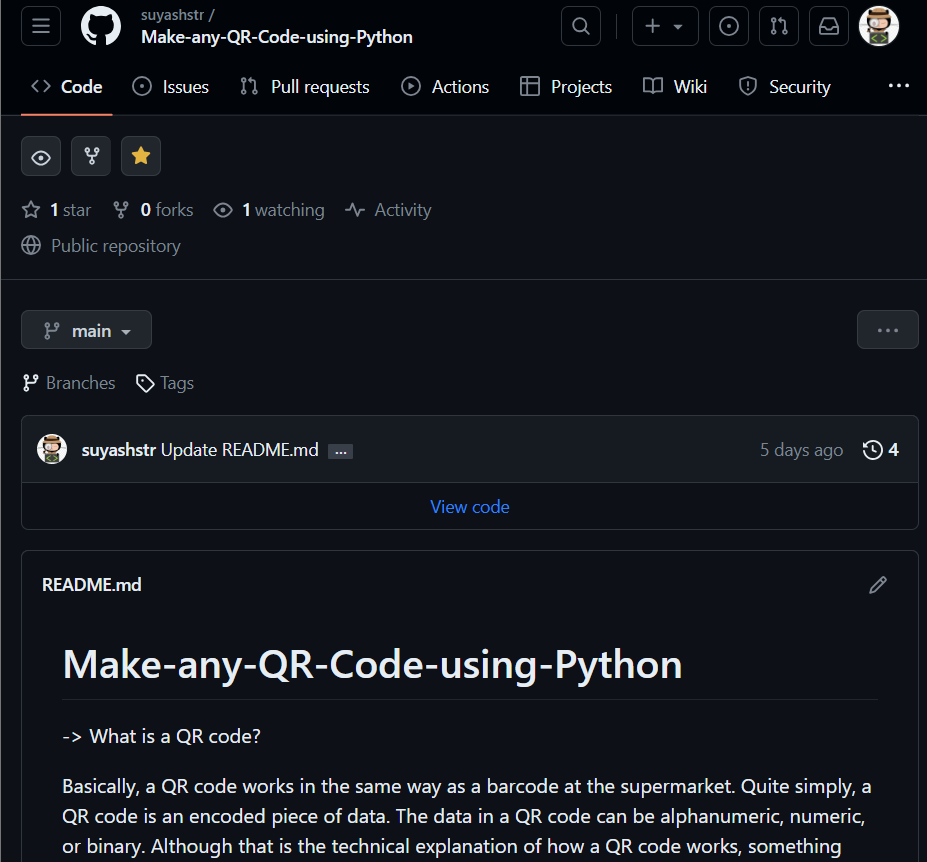 suyashstr /
Make-any-QR-Code-using-Python
Code Issues Pull requests Actions Projects Wiki Security ...
1 star 0 forks 1 watching Activity
Public repository
main ...
Branches Tags
suyashstr Update README.md ... 5 days ago 4
View code
README.md
Make-any-QR-Code-using-Python
-> What is a QR code?
Basically, a QR code works in the same way as a barcode at the supermarket. Quite simply, a
QR code is an encoded piece of data. The data in a QR code can be alphanumeric, numeric,
or binary. Although that is the technical explanation of how a QR code works, something